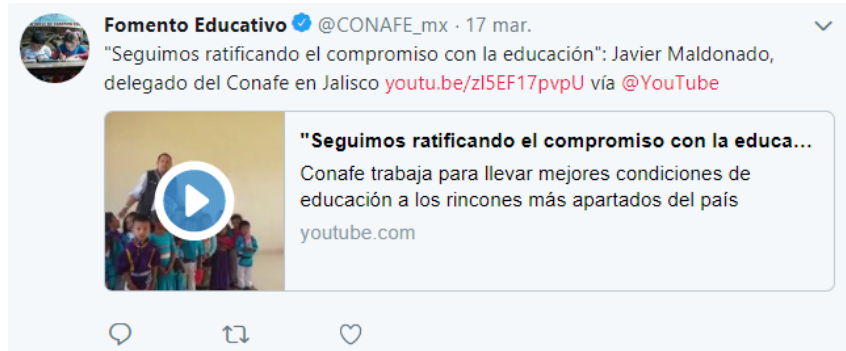 Fomento Educativo @CONAFE_mx · 17 mar.
"Seguimos ratificando el compromiso con la educación": Javier Maldonado,
delegado del Conafe en Jalisco youtu.be/zI5EF17pvpU vía @YouTube
"Seguimos ratificando el compromiso con la educa...
Conafe trabaja para llevar mejores condiciones de
educación a los rincones más apartados del país
youtube.com